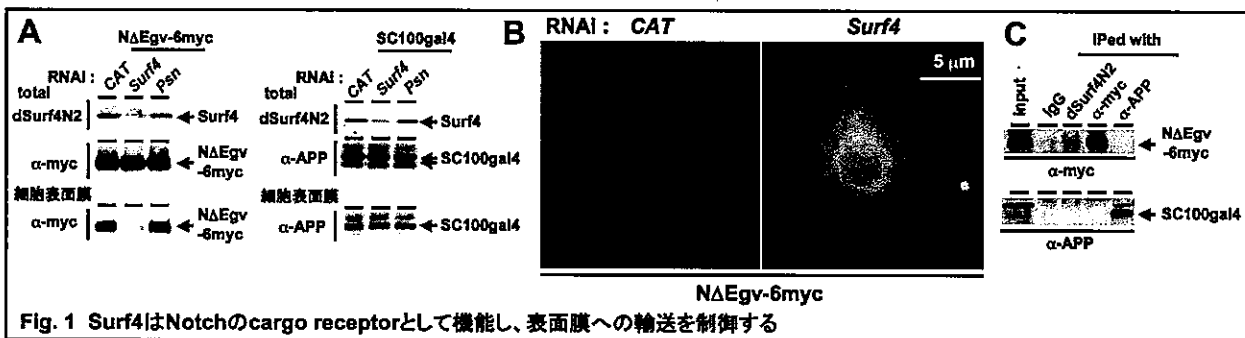 A
NΔEgv-6myc
RNAi :
CAT
Surf4
Psn
total
dSurf4N2
Surf4
α-myc
NΔEgv
-6myc
細胞表面膜
α-myc
NΔEgv
-6myc
SC100gal4
RNAi :
CAT
Surf4
Psn
total
dSurf4N2
Surf4
α-APP
SC100gal4
細胞表面膜
α-APP
SC100gal4
B
RNAi : CAT
Surf4
5 μm
NΔEgv-6myc
C
IPed with
Input
IgG
dSurf4N2
α-myc
α-APP
NΔEgv
-6myc
α-myc
SC100gal4
α-APP
Fig. 1 Surf4はNotchのcargo receptorとして機能し、表面膜への輸送を制御する